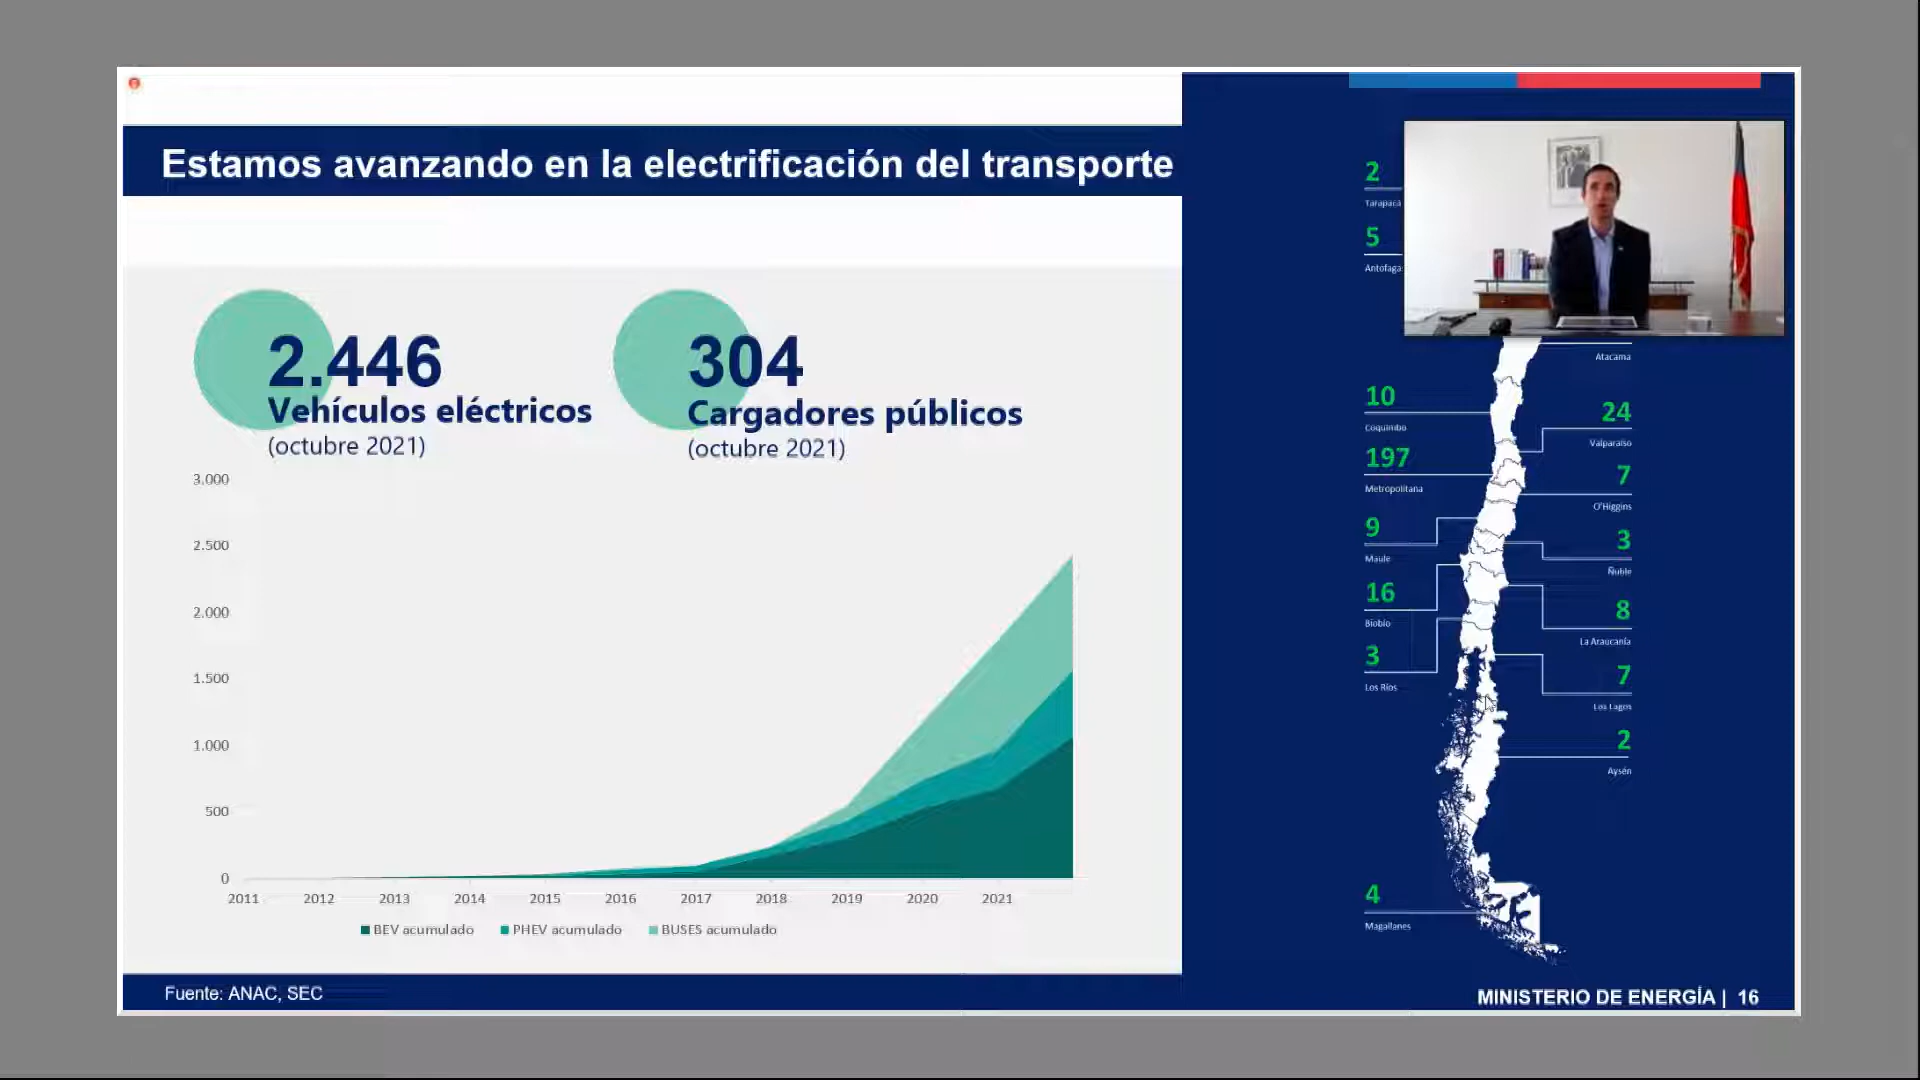 Estamos avanzando en la electrificación del transporte
2.446
Vehículos eléctricos
(octubre 2021)
304
Cargadores públicos
(octubre 2021)
3.000
2.500
2.000
1.500
1.000
500
0
2011 2012 2013 2014 2015 2016 2017 2018 2019 2020 2021
BEV acumulado PHEV acumulado BUSES acumulado
Fuente: ANAC, SEC
2
Tarapacá
5
Antofaga
Atacama
10
Coquimbo
24
Valparaíso
197
Metropolitana
7
O'Higgins
9
Maule
3
Ñuble
16
Biobío
8
La Araucanía
3
Los Ríos
7
Los Lagos
2
Aysén
4
Magallanes
MINISTERIO DE ENERGÍA | 16